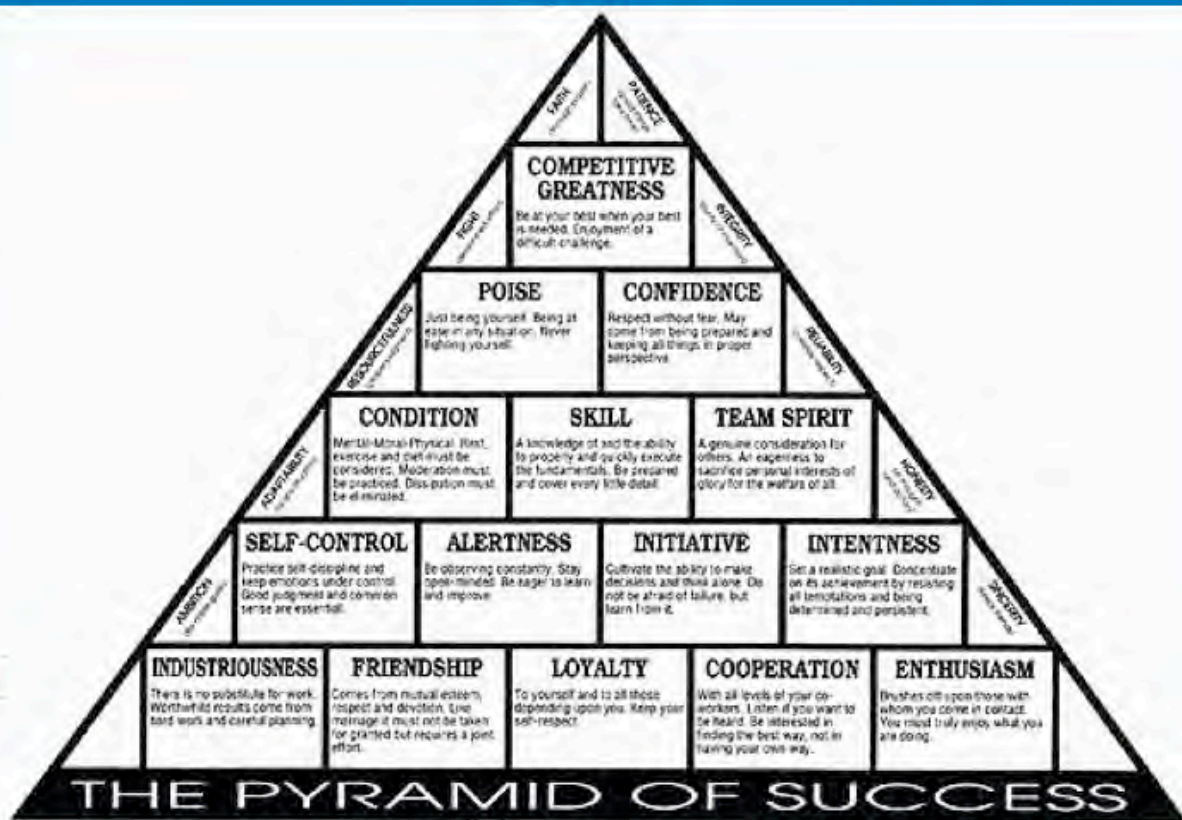 FAITH
PATIENCE
COMPETITIVE
GREATNESS
Be at your best when your best
is needed. Enjoyment of a
difficult challenge.
FIGHT
INTEGRITY
POISE
Just being yourself. Being at
ease in any situation. Never
fighting yourself.
CONFIDENCE
Respect without fear. May
come from being prepared and
keeping all things in proper
perspective.
RESOURCEFULNESS
RELIABILITY
CONDITION
Mental-Moral-Physical. Rest,
exercise and diet must be
considered. Moderation must
be practiced. Dissipation must
be eliminated.
SKILL
A knowledge of and the ability
to properly and quickly execute
the fundamentals. Be prepared
and cover every little detail.
TEAM SPIRIT
A genuine consideration for
others. An eagerness to
sacrifice personal interests of
glory for the welfare of all.
ADAPTABILITY
HONESTY
SELF-CONTROL
Practice self-discipline and
keep emotions under control.
Good judgment and common
sense are essential.
ALERTNESS
Be observing constantly. Stay
open-minded. Be eager to learn
and improve.
INITIATIVE
Cultivate the ability to make
decisions and think alone. Do
not be afraid of failure, but
learn from it.
INTENTNESS
Set a realistic goal. Concentrate
on its achievement by resisting
all temptations and being
determined and persistent.
AMBITION
SINCERITY
INDUSTRIOUSNESS
There is no substitute for work.
Worthwhile results come from
hard work and careful planning.
FRIENDSHIP
Comes from mutual esteem,
respect and devotion. Like
marriage it must not be taken
for granted but requires a joint
effort.
LOYALTY
To yourself and to all those
depending upon you. Keep your
self-respect.
COOPERATION
With all levels of your co-
workers. Listen if you want to
be heard. Be interested in
finding the best way, not in
having your own way.
ENTHUSIASM
Brushes off upon those with
whom you come in contact.
You must truly enjoy what you
are doing.
THE PYRAMID OF SUCCESS